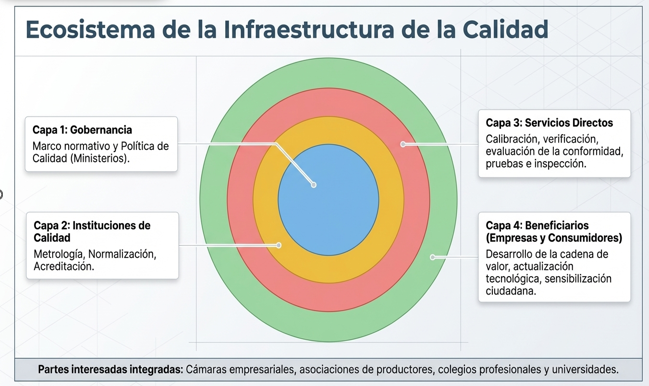 Ecosistema de la Infraestructura de la Calidad
Capa 1: Gobernancia
Marco normativo y Política de
Calidad (Ministerios).
Capa 2: Instituciones de
Calidad
Metrología, Normalización,
Acreditación.
Capa 3: Servicios Directos
Calibración, verificación,
evaluación de la conformidad,
pruebas e inspección.
Capa 4: Beneficiarios
(Empresas y Consumidores)
Desarrollo de la cadena de
valor, actualización
tecnológica, sensibilización
ciudadana.
Partes interesadas integradas: Cámaras empresariales, asociaciones de productores, colegios profesionales y universidades.